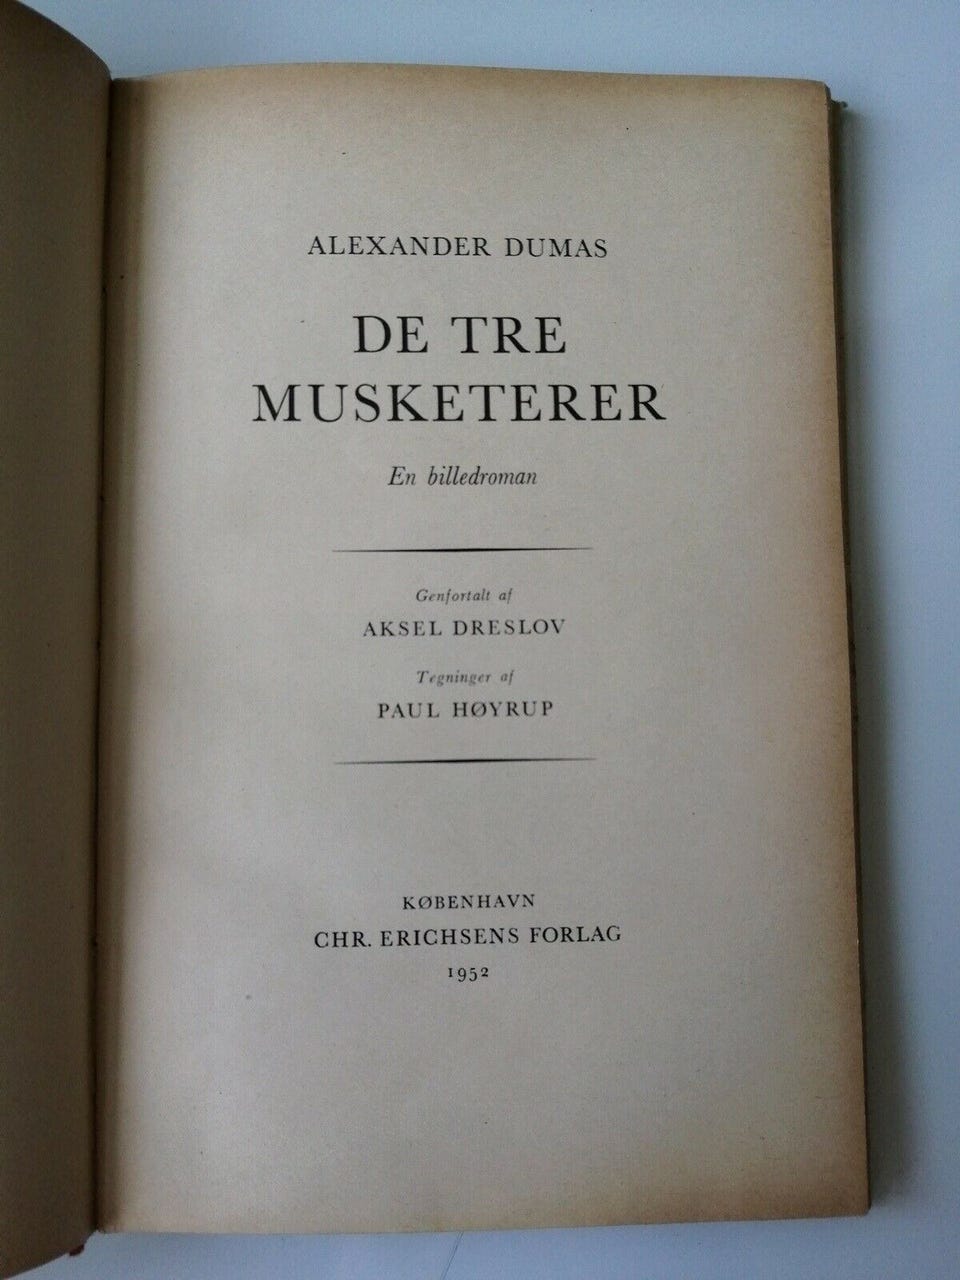 ALEXANDER DUMAS
DE TRE
MUSKETERER
En billedroman
Genfortalt af
AKSEL DRESLOV
Tegninger af
PAUL HØYRUP
KØBENHAVN
CHR. ERICHSENS FORLAG
1952